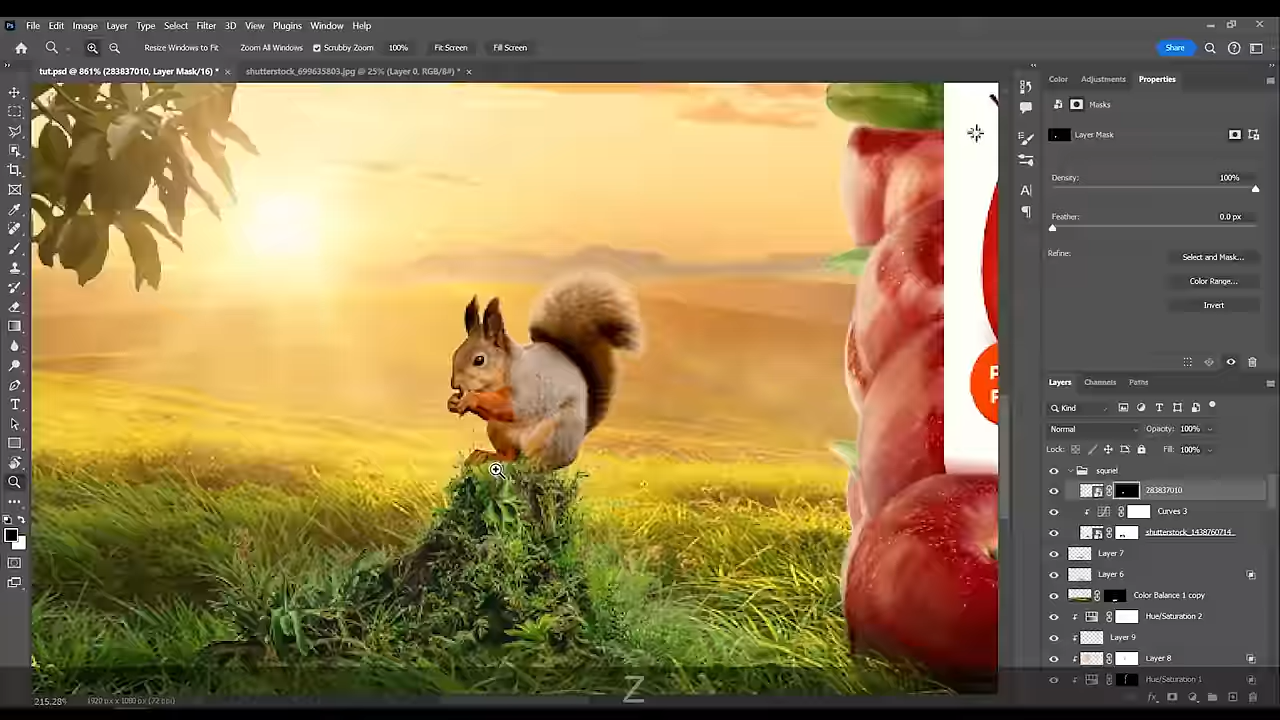 Ps File Edit Image Layer Type Select Filter 3D View Plugins Window Help
Resize Windows to Fit Zoom All Windows Scrubby Zoom 100% Fit Screen Fill Screen Share
tut.psd @ 861% (283837010, Layer Mask/16) * × shutterstock_699635803.jpg @ 25% (Layer 0, RGB/8#) * ×
Color Adjustments Properties
Masks
Layer Mask
Density: 100%
Feather: 0.0 px
Refine: Select and Mask...
Color Range...
Invert
Layers Channels Paths
Kind
Normal Opacity: 100%
Lock: Fill: 100%
squriel
283837010
Curves 3
shutterstock_1438760714...
Layer 7
Layer 6
Color Balance 1 copy
Hue/Saturation 2
Layer 9
Layer 8
Hue/Saturation 1
P
F
Z
215.28% 1920 px x 1080 px (72 ppi)